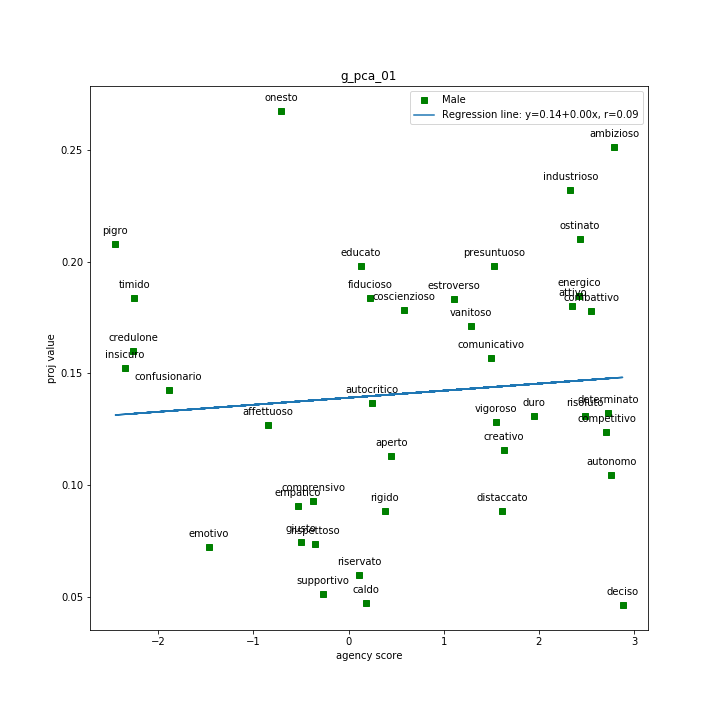 g_pca_01
Male
Regression line: y=0.14+0.00x, r=0.09
onesto
ambizioso
industrioso
ostinato
pigro
educato
presuntuoso
timido
fiducioso
coscienzioso
estroverso
energico
attivo
combattivo
vanitoso
credulone
insicuro
comunicativo
confusionario
autocritico
affettuoso
vigoroso
duro
risoluto
determinato
competitivo
creativo
aperto
autonomo
comprensivo
empatico
rigido
distaccato
emotivo
giusto
rispettoso
riservato
supportivo
caldo
deciso
0.25
0.20
0.15
0.10
0.05
proj value
−2
−1
0
1
2
3
agency score